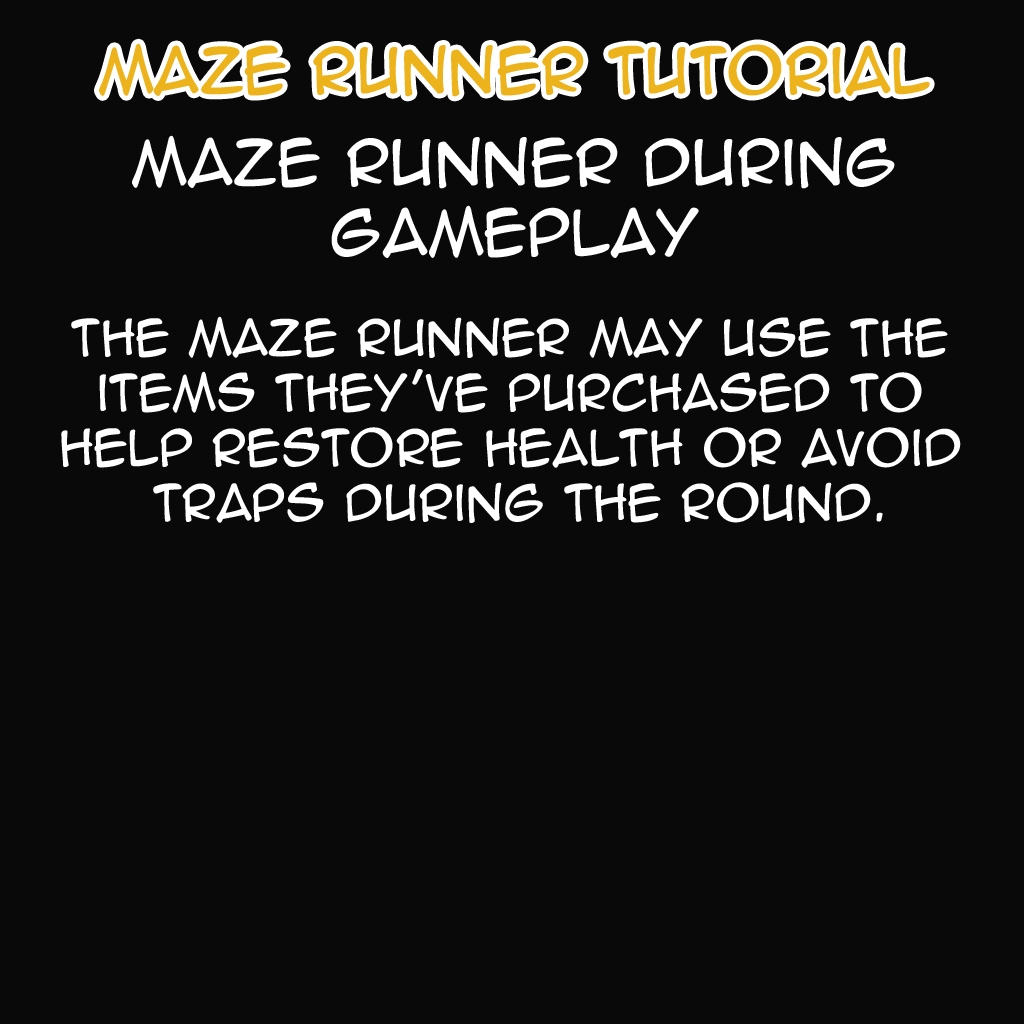 MAZE RUNNER TUTORIAL
MAZE RUNNER DURING
GAMEPLAY
THE MAZE RUNNER MAY USE THE
ITEMS THEY'VE PURCHASED TO
HELP RESTORE HEALTH OR AVOID
TRAPS DURING THE ROUND.